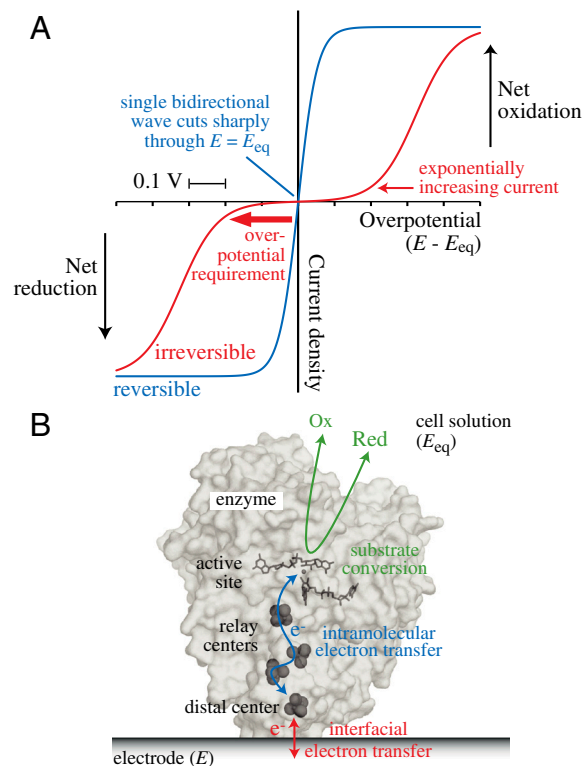 A
single bidirectional
wave cuts sharply
through E = Eeq
0.1 V
Net
oxidation
exponentially
increasing current
Overpotential
(E - Eeq)
over-
potential
requirement
Net
reduction
Current density
irreversible
reversible
B
Ox
Red
cell solution
(Eeq)
enzyme
active
site
substrate
conversion
relay
centers
e-
intramolecular
electron transfer
distal center
e-
interfacial
electron transfer
electrode (E)